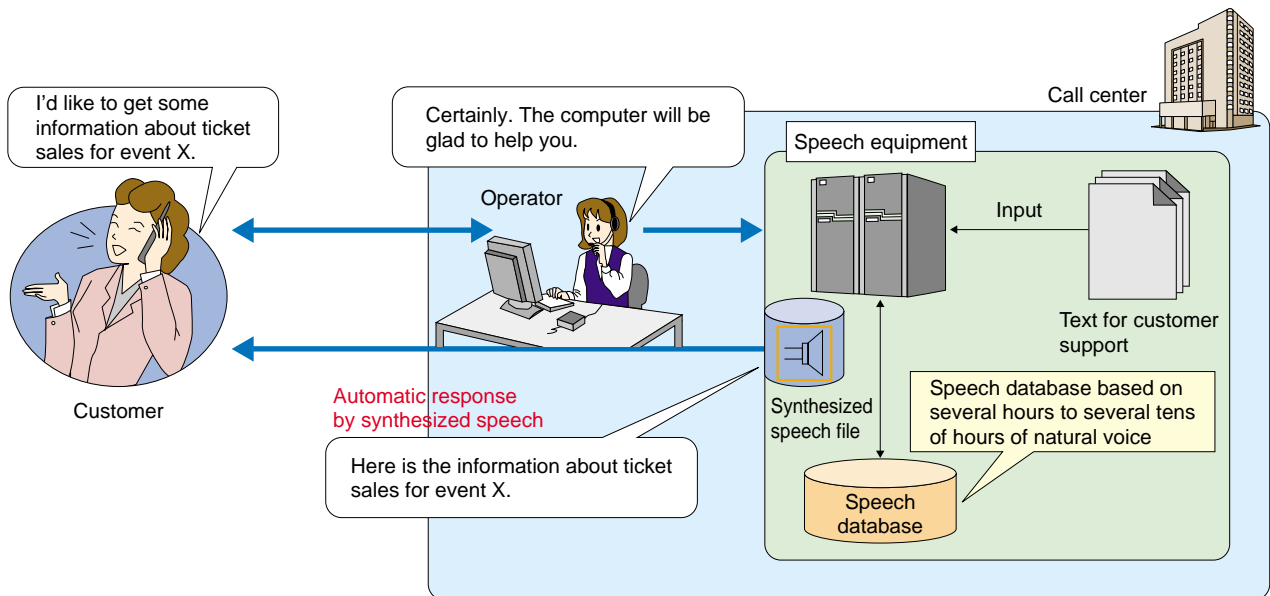 Call center
I'd like to get some
information about ticket
sales for event X.
Certainly. The computer will be
glad to help you.
Speech equipment
Operator
Input
Text for customer
support
Customer
Automatic response
by synthesized speech
Synthesized
speech file
Speech database based on
several hours to several tens
of hours of natural voice
Here is the information about ticket
sales for event X.
Speech
database